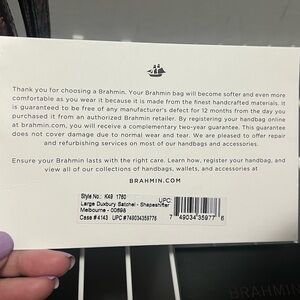 Thank you for choosing a Brahmin. Your Brahmin bag will become softer and even more
comfortable as you wear it because it is made from the finest handcrafted materials. It
is guaranteed to be free of any manufacturer's defect for 12 months from the day you
purchased it from an authorized Brahmin retailer. By registering your handbag online
at brahmin.com, you will receive a complementary two-year guarantee. This guarantee
does not cover damage due to normal wear and tear. We are pleased to offer repair
and refurbishing services on most of our handbags and accessories.
Ensure your Brahmin lasts with the right care. Learn how, register your handbag, and
view all of our collections of handbags, wallets, and accessories at
BRAHMIN.COM
Style No.: K49 1760
Large Duxbury Satchel - Shapeshifter
Melbourne - 00698
Case #4143 UPC #749034359776
UPC:
7 49034 35977 6
BRAHMIN